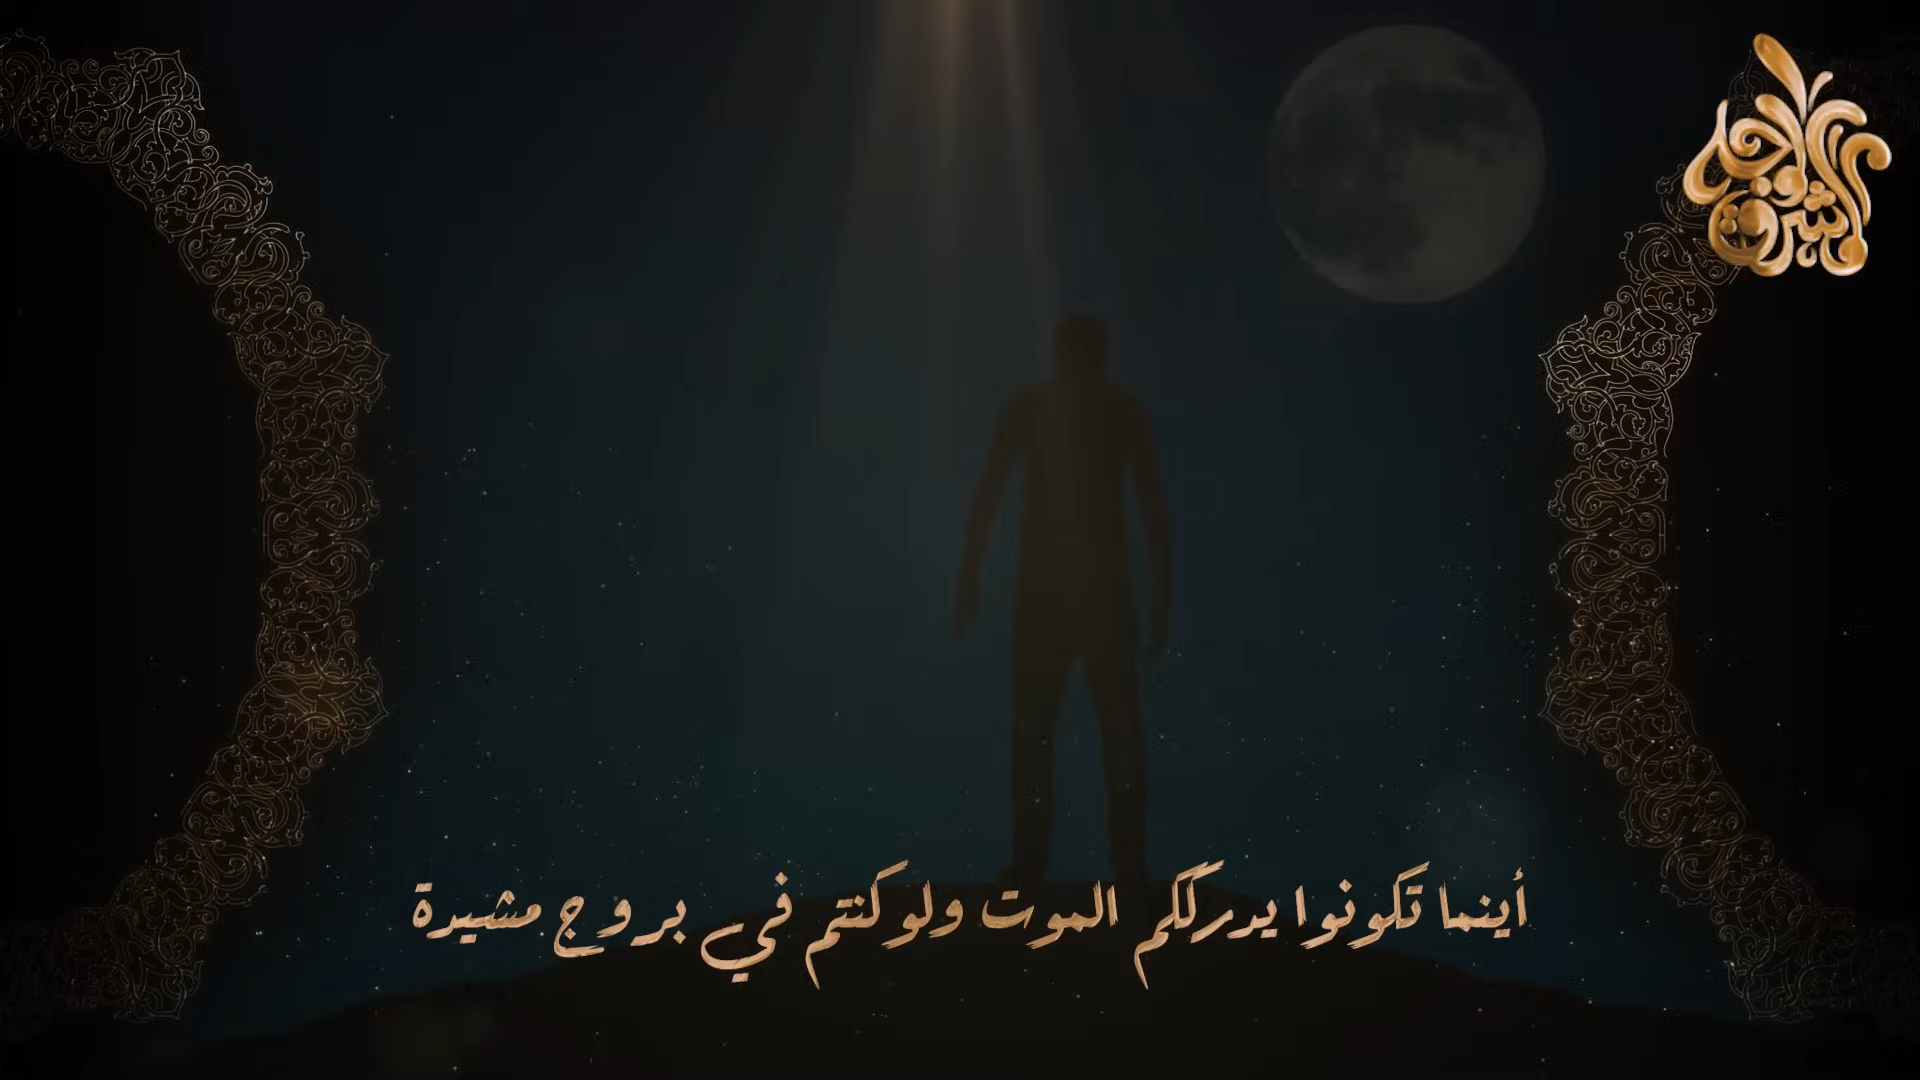 أينما تكونوا يدرككم الموت ولو كنتم في بروج مشيدة